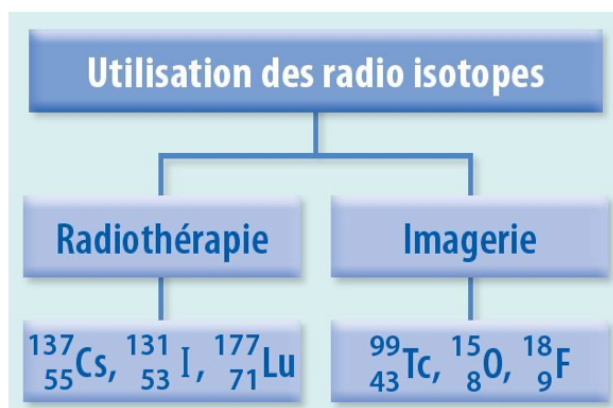 Utilisation des radio isotopes
Radiothérapie
Imagerie
¹³⁷₅₅Cs, ¹³¹₅₃I, ¹⁷⁷₇₁Lu
⁹⁹₄₃Tc, ¹⁵₈O, ¹⁸₉F